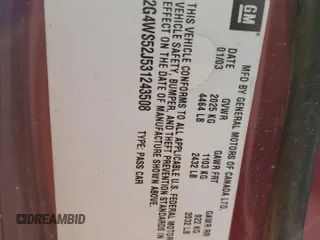 GM
MFD BY GENERAL MOTORS OF CANADA LTD.
DATE GVWR GAWR FRT GAWR RR
01/03 2025 KG 1103 KG 922 KG
4464 LB 2432 LB 2032 LB
THIS VEHICLE CONFORMS TO ALL APPLICABLE U.S. FEDERAL MOTOR
VEHICLE SAFETY, BUMPER, AND THEFT PREVENTION STANDARDS IN
EFFECT ON THE DATE OF MANUFACTURE SHOWN ABOVE.
2G4WS52J531243508 TYPE: PASS CAR
DREAMBID